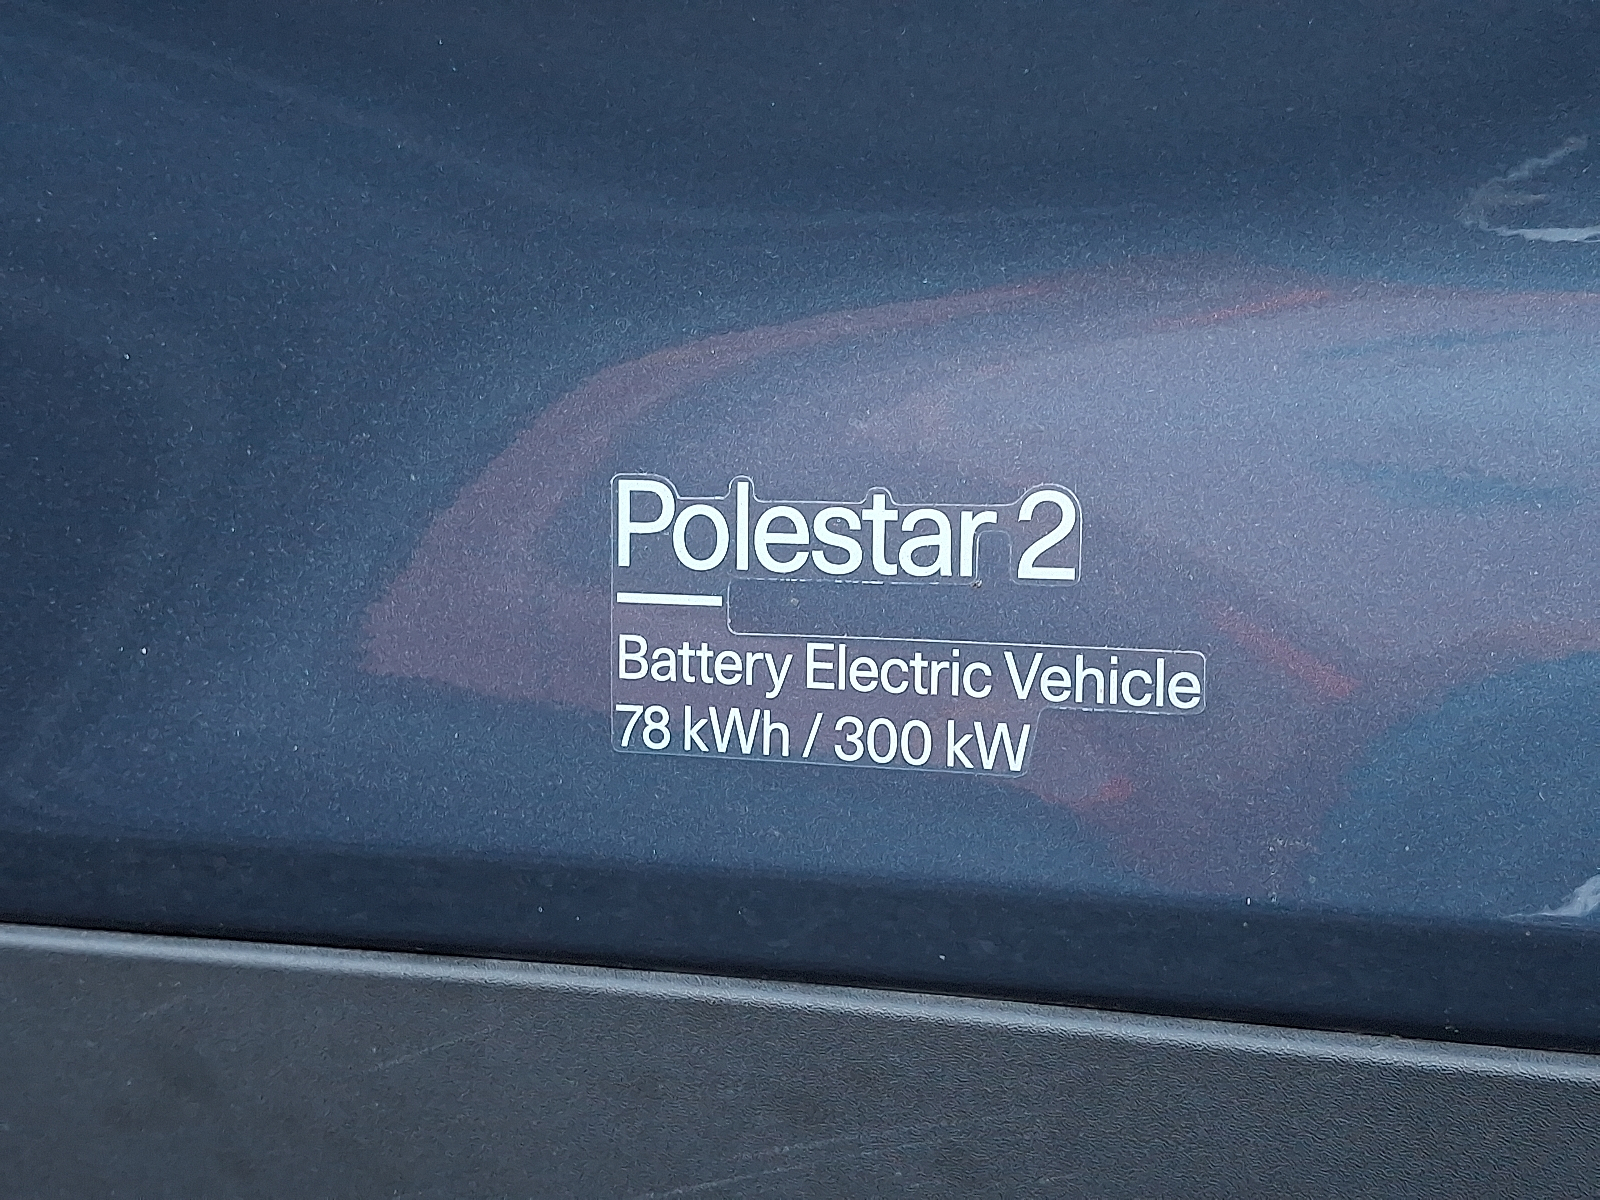 Polestar 2
Battery Electric Vehicle
78 kWh / 300 kW